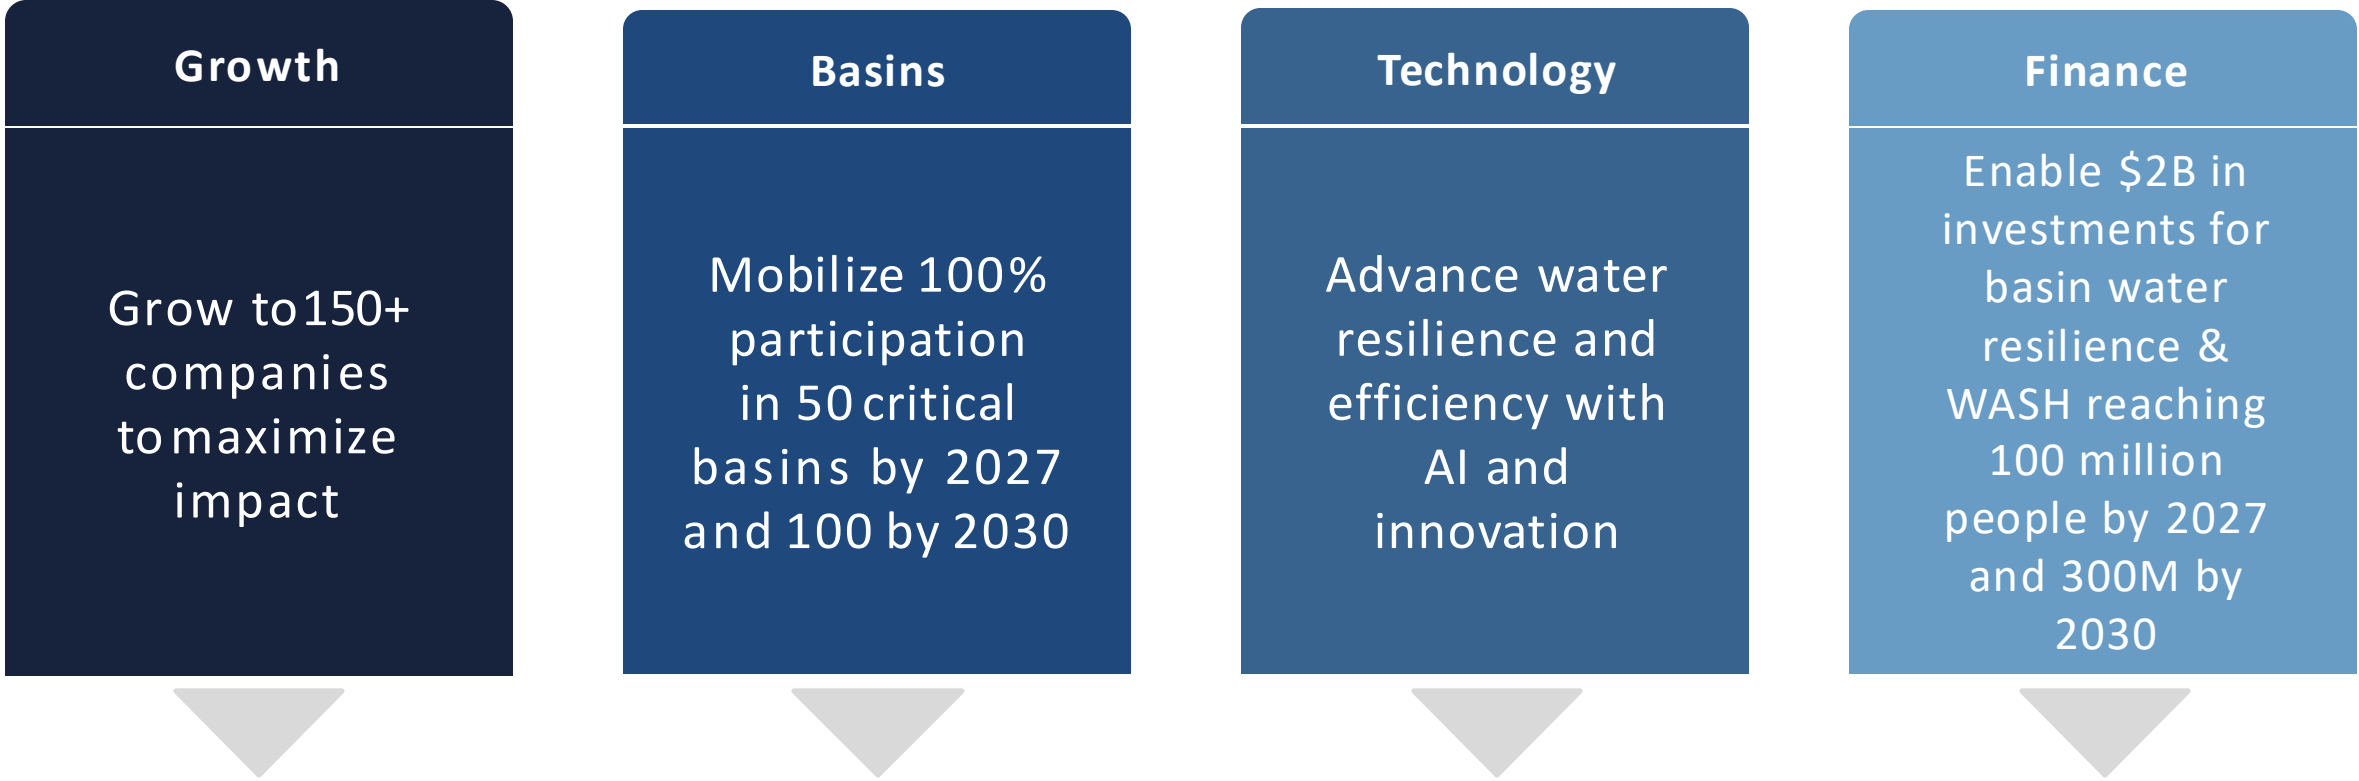 Growth
Grow to 150+
companies
to maximize
impact
Basins
Mobilize 100%
participation
in 50 critical
basins by 2027
and 100 by 2030
Technology
Advance water
resilience and
efficiency with
AI and
innovation
Finance
Enable $2B in
investments for
basin water
resilience &
WASH reaching
100 million
people by 2027
and 300M by
2030